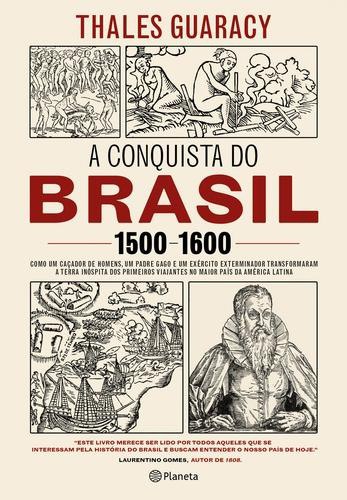 THALES GUARACY
A CONQUISTA DO
BRASIL
1500-1600
COMO UM CAÇADOR DE HOMENS, UM PADRE GAGO E UM EXÉRCITO EXTERMINADOR TRANSFORMARAM
A TERRA INÓSPITA DOS PRIMEIROS VIAJANTES NO MAIOR PAÍS DA AMÉRICA LATINA
"ESTE LIVRO MERECE SER LIDO POR TODOS AQUELES QUE SE
INTERESSAM PELA HISTÓRIA DO BRASIL E BUSCAM ENTENDER O NOSSO PAÍS DE HOJE."
LAURENTINO GOMES, AUTOR DE 1808.
Planeta